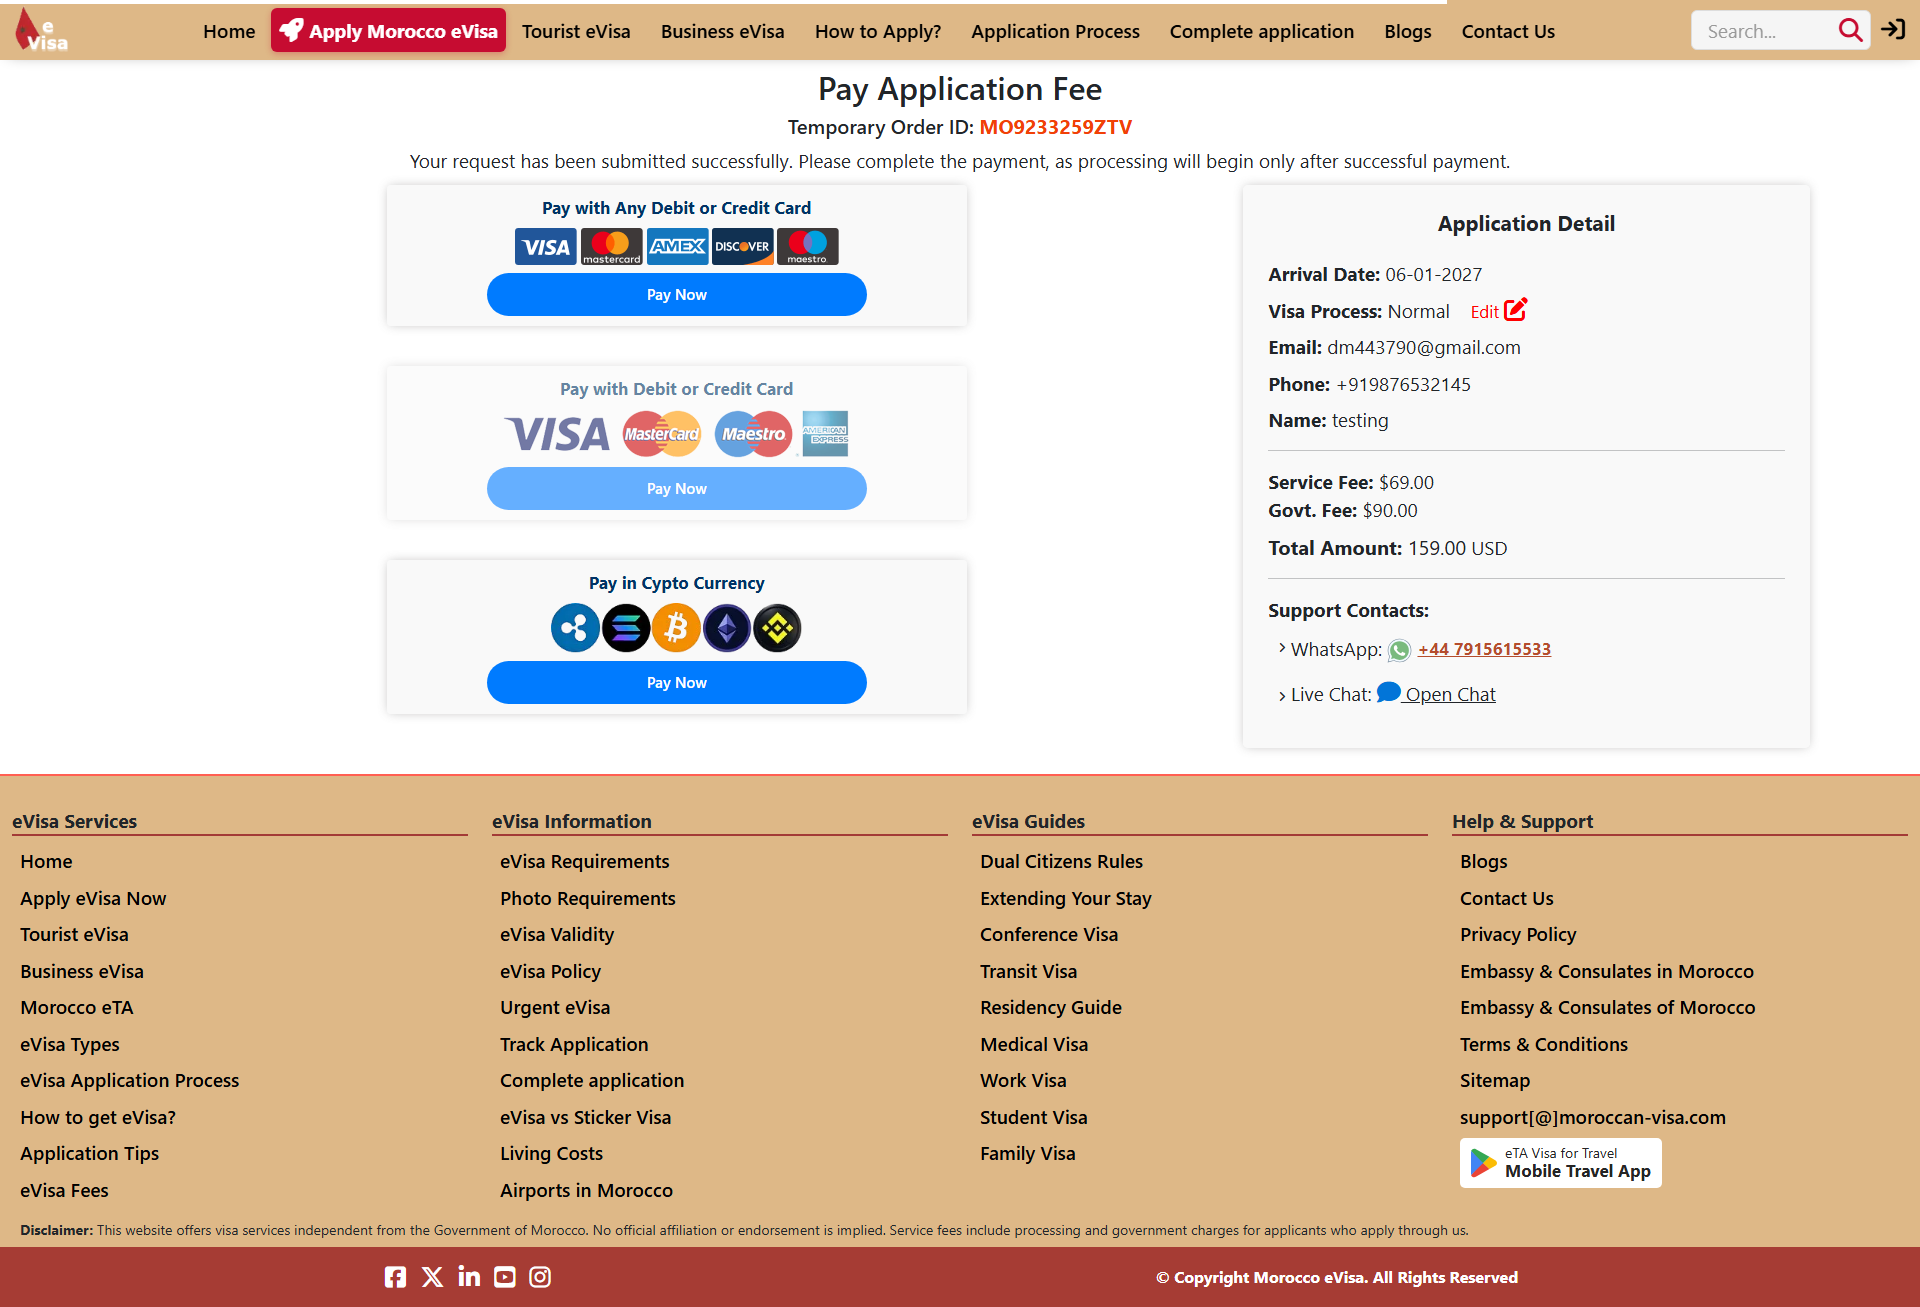 e
Visa
Home
Apply Morocco eVisa
Tourist eVisa
Business eVisa
How to Apply?
Application Process
Complete application
Blogs
Contact Us
Search...
Pay Application Fee
Temporary Order ID: MO9233259ZTV
Your request has been submitted successfully. Please complete the payment, as processing will begin only after successful payment.
Pay with Any Debit or Credit Card
VISA
mastercard
AMEX
DISCOVER
maestro
Pay Now
Pay with Debit or Credit Card
VISA
MasterCard
Maestro
AMERICAN
EXPRESS
Pay Now
Pay in Cypto Currency
Pay Now
Application Detail
Arrival Date: 06-01-2027
Visa Process: Normal Edit
Email: dm443790@gmail.com
Phone: +919876532145
Name: testing
Service Fee: $69.00
Govt. Fee: $90.00
Total Amount: 159.00 USD
Support Contacts:
WhatsApp: +44 7915615533
Live Chat: Open Chat
eVisa Services
Home
Apply eVisa Now
Tourist eVisa
Business eVisa
Morocco eTA
eVisa Types
eVisa Application Process
How to get eVisa?
Application Tips
eVisa Fees
eVisa Information
eVisa Requirements
Photo Requirements
eVisa Validity
eVisa Policy
Urgent eVisa
Track Application
Complete application
eVisa vs Sticker Visa
Living Costs
Airports in Morocco
eVisa Guides
Dual Citizens Rules
Extending Your Stay
Conference Visa
Transit Visa
Residency Guide
Medical Visa
Work Visa
Student Visa
Family Visa
Help & Support
Blogs
Contact Us
Privacy Policy
Embassy & Consulates in Morocco
Embassy & Consulates of Morocco
Terms & Conditions
Sitemap
support[@]moroccan-visa.com
eTA Visa for Travel
Mobile Travel App
Disclaimer: This website offers visa services independent from the Government of Morocco. No official affiliation or endorsement is implied. Service fees include processing and government charges for applicants who apply through us.
© Copyright Morocco eVisa. All Rights Reserved